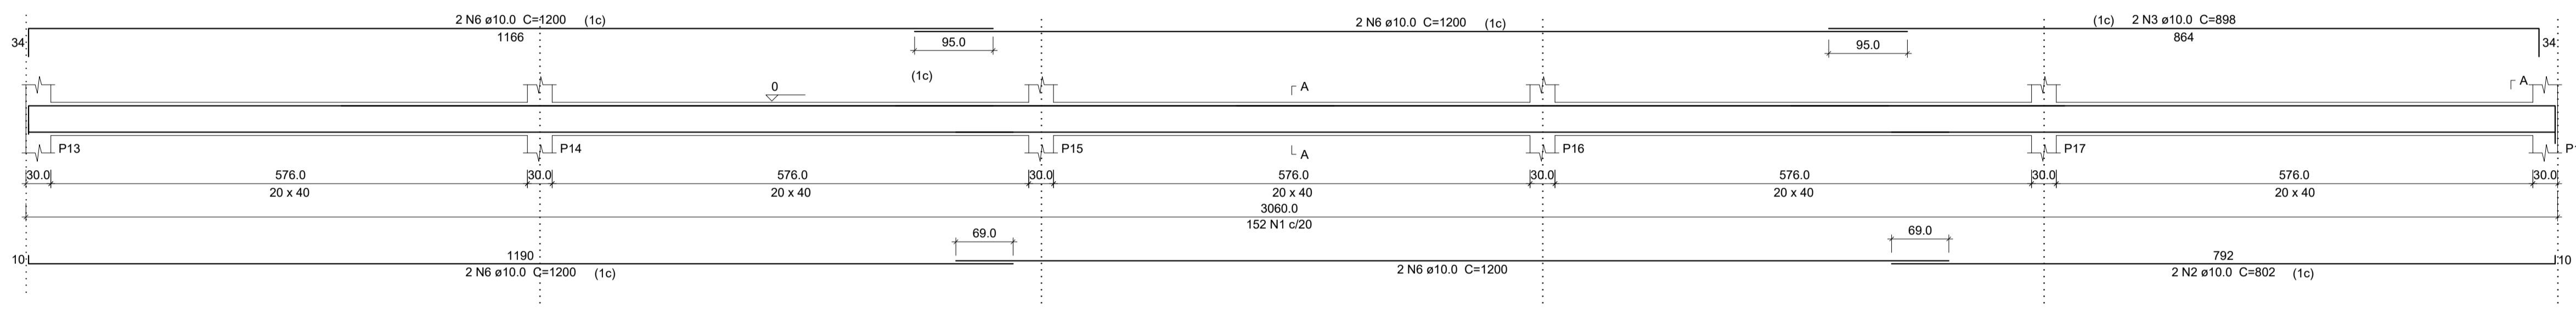 2 N6 ø10.0 C=1200 (1c)
2 N6 ø10.0 C=1200 (1c)
(1c) 2 N3 ø10.0 C=898
34
1166
95.0
95.0
864
34
(1c)
0
A
A
P13
P14
P15
A
P16
P17
30.0 576.0 30.0 576.0 30.0 576.0 30.0 576.0 30.0 576.0 30.0
20 x 40 20 x 40 20 x 40 20 x 40 20 x 40
3060.0
152 N1 c/20
69.0
69.0
10
1190
792
10
2 N6 ø10.0 C=1200 (1c)
2 N6 ø10.0 C=1200
2 N2 ø10.0 C=802 (1c)